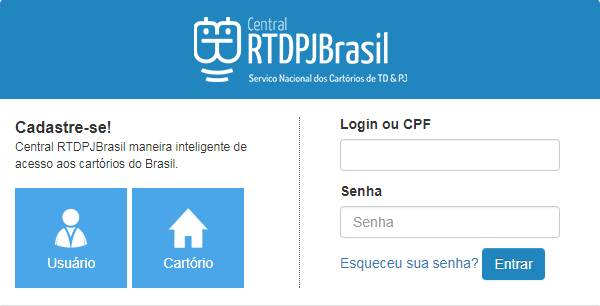 Central
RTDPJBrasil
Servico Nacional dos Cartórios de TD & PJ
Cadastre-se!
Central RTDPJBrasil maneira inteligente de
acesso aos cartórios do Brasil.
Usuário
Cartório
Login ou CPF
Senha
Senha
Esqueceu sua senha?
Entrar